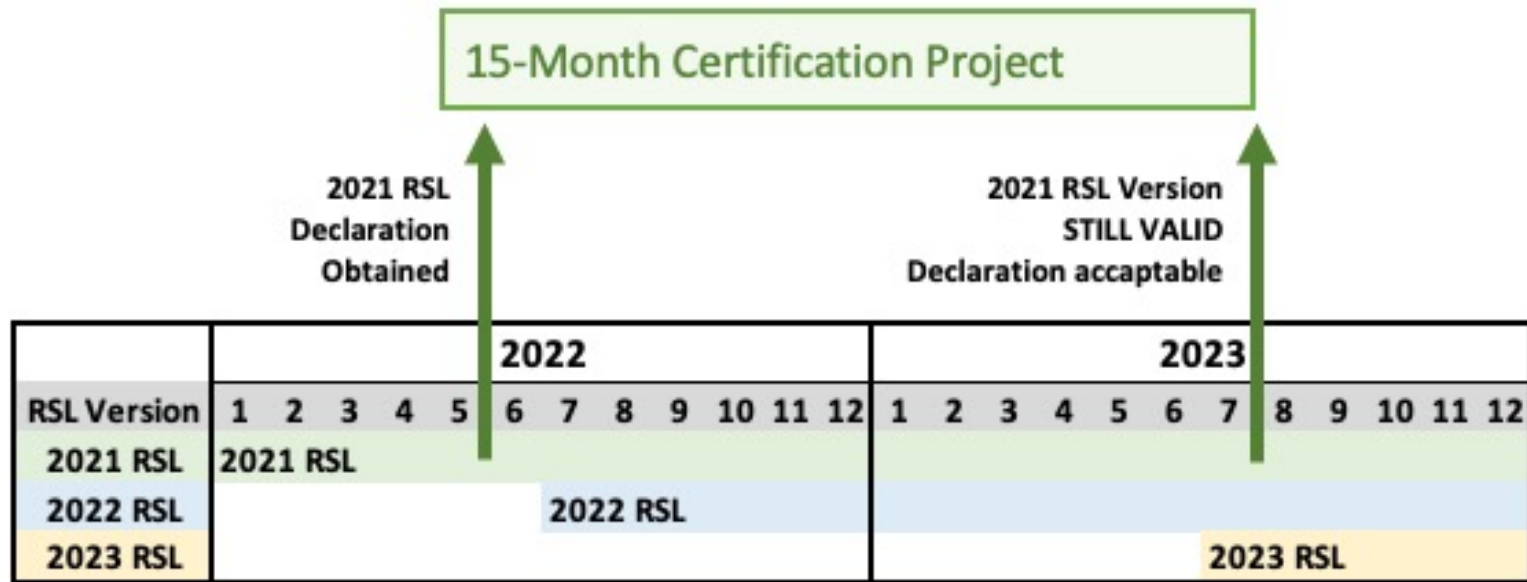 15-Month Certification Project
2021 RSL
Declaration
Obtained
2021 RSL Version
STILL VALID
Declaration accaptable
2022 2023
RSL Version 1 2 3 4 5 6 7 8 9 10 11 12 1 2 3 4 5 6 7 8 9 10 11 12
2021 RSL 2021 RSL
2022 RSL 2022 RSL
2023 RSL 2023 RSL